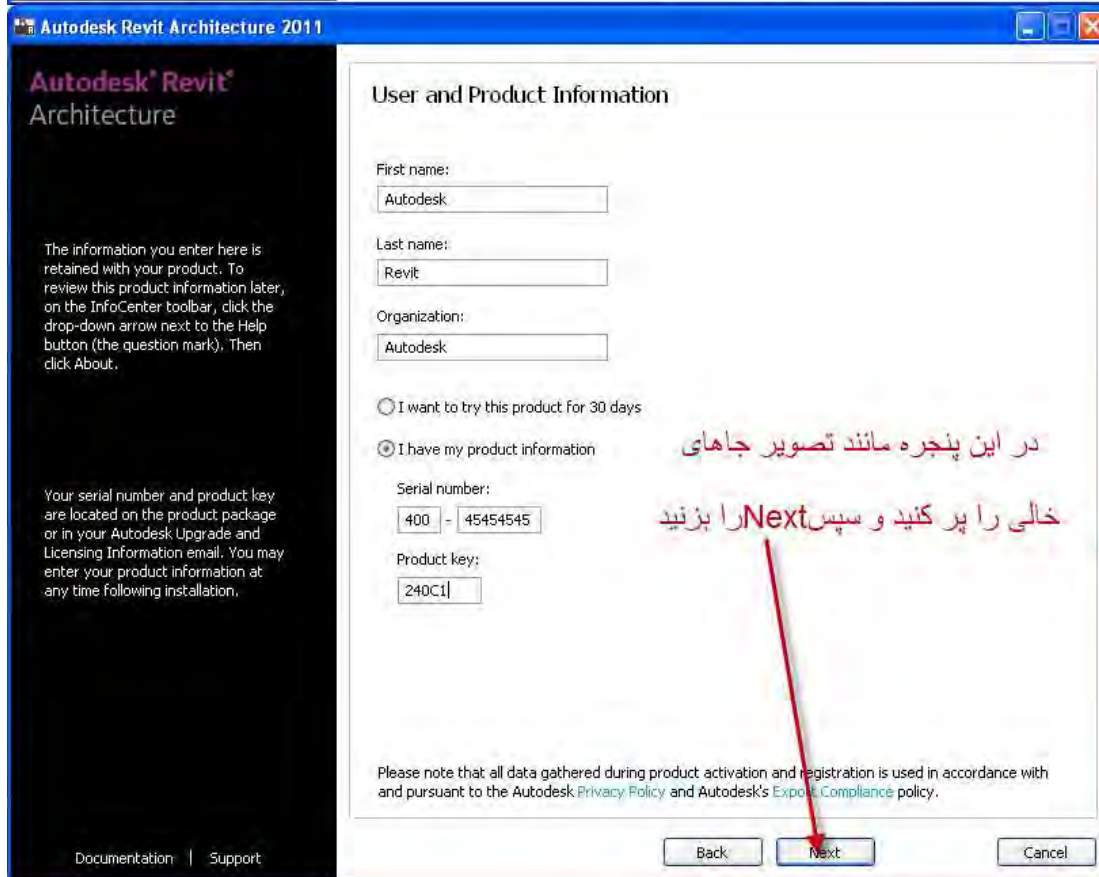 Autodesk Revit Architecture 2011
Autodesk® Revit®
Architecture
The information you enter here is
retained with your product. To
review this product information later,
on the InfoCenter toolbar, click the
drop-down arrow next to the Help
button (the question mark). Then
click About.
Your serial number and product key
are located on the product package
or in your Autodesk Upgrade and
Licensing Information email. You may
enter your product information at
any time following installation.
Documentation | Support
User and Product Information
First name:
Autodesk
Last name:
Revit
Organization:
Autodesk
I want to try this product for 30 days
I have my product information
Serial number:
400 - 45454545
Product key:
240C1
در این پنجره مانند تصویر جاهای
خالی را پر کنید و سپس Next را بزنید
Please note that all data gathered during product activation and registration is used in accordance with
and pursuant to the Autodesk Privacy Policy and Autodesk's Export Compliance policy.
Back Next Cancel